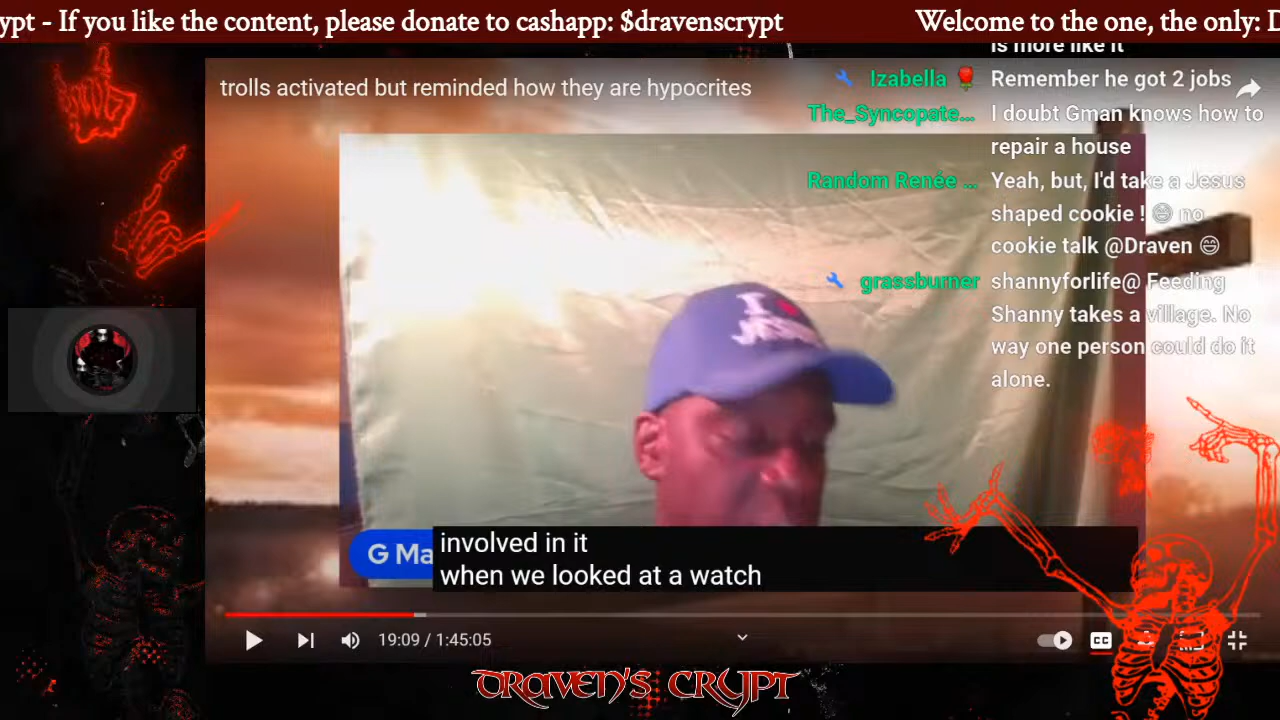 ypt - If you like the content, please donate to cashapp: $dravenscrypt
Welcome to the one, the only: D
trolls activated but reminded how they are hypocrites
is more like it
Izabella Remember he got 2 jobs
The_Syncopate... I doubt Gman knows how to
repair a house
Random Renée ... Yeah, but, I'd take a Jesus
shaped cookie ! 😄 no
cookie talk @Draven 😄
grassburner shannyforlife@ Feeding
Shanny takes a village. No
way one person could do it
alone.
I
JESUS
G Ma
involved in it
when we looked at a watch
19:09 / 1:45:05
CC
DRAVEN'S CRYPT